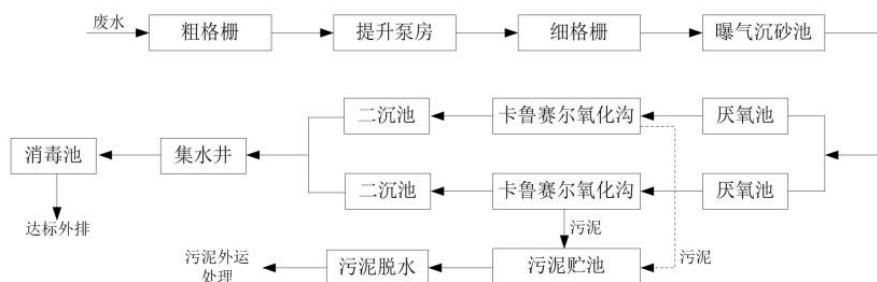 废水
粗格栅
提升泵房
细格栅
曝气沉砂池
二沉池
卡鲁赛尔氧化沟
厌氧池
消毒池
集水井
二沉池
卡鲁赛尔氧化沟
厌氧池
达标外排
污泥
污泥
污泥外运
处理
污泥脱水
污泥贮池